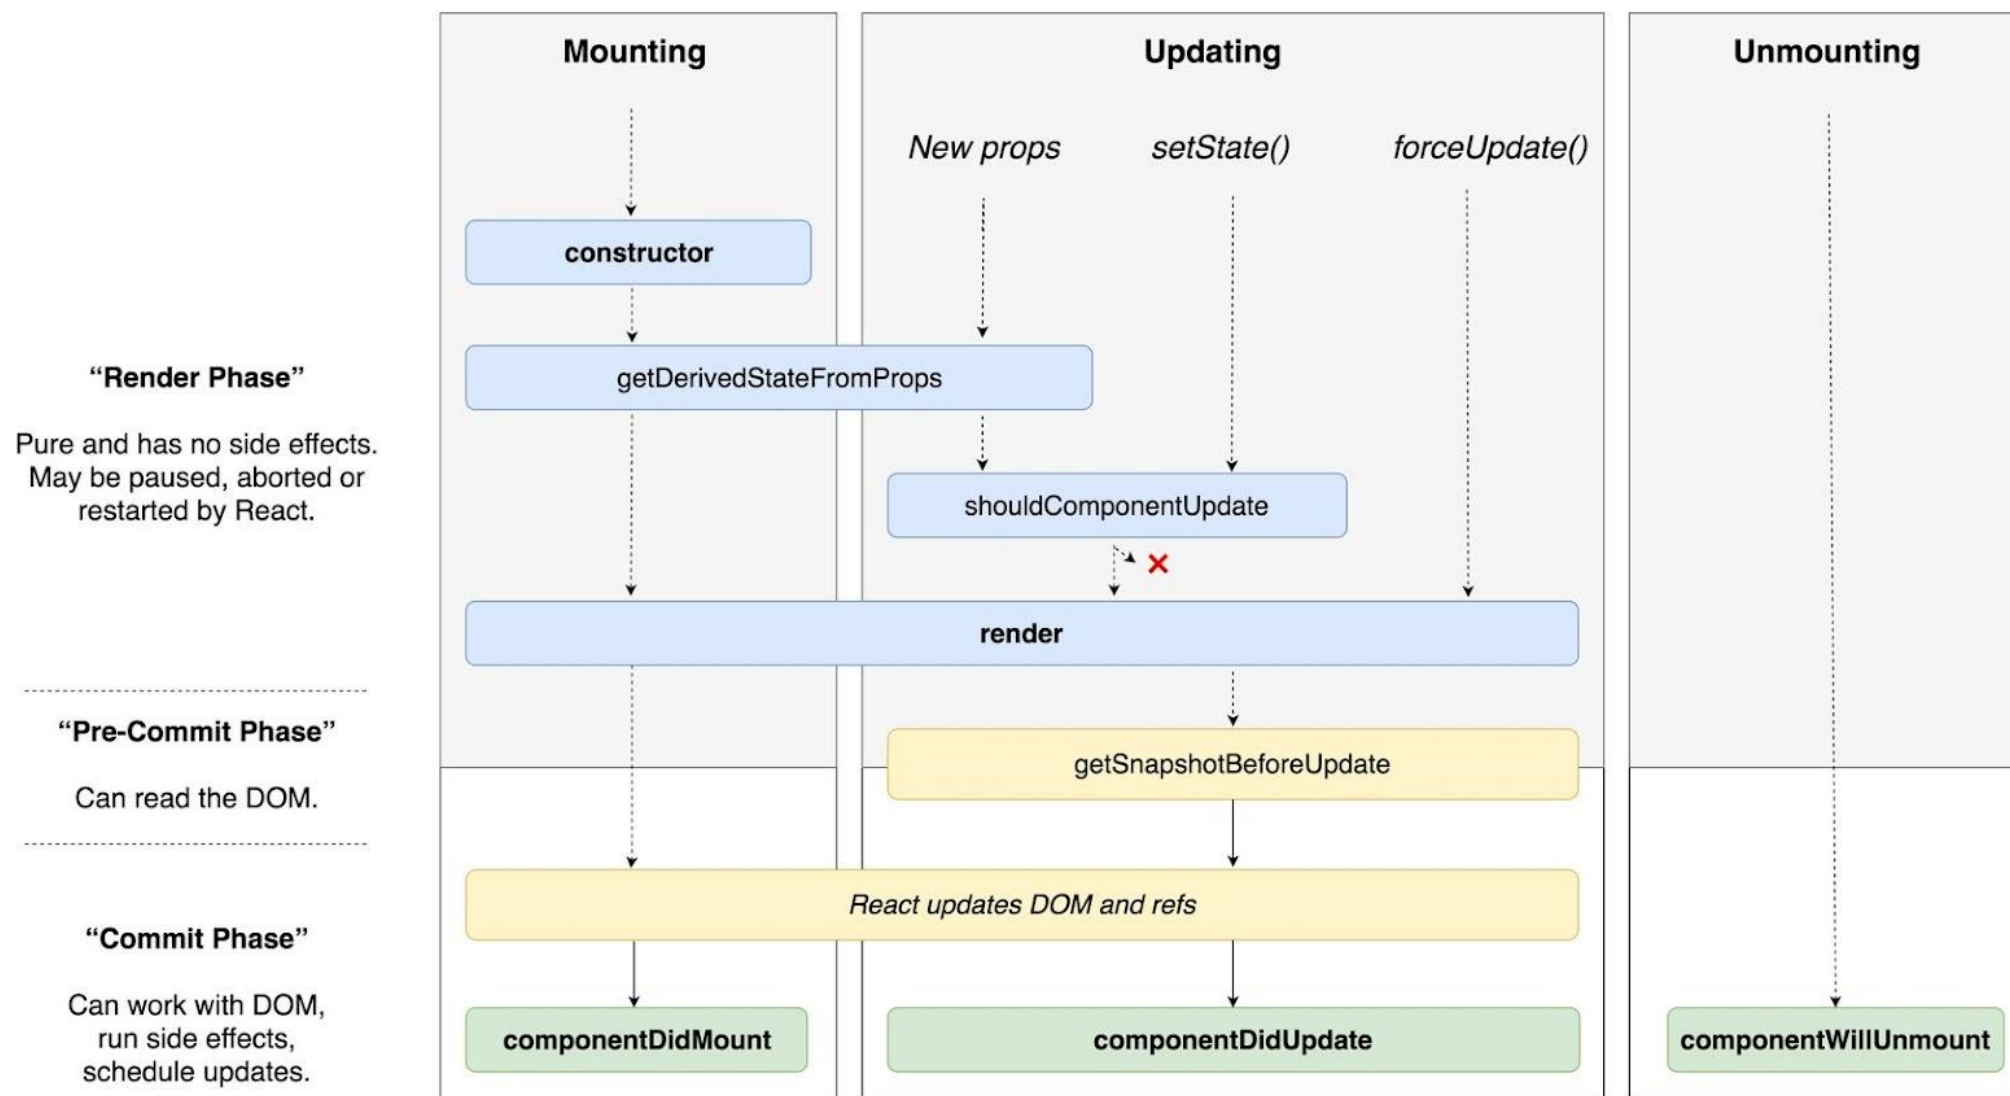 Mounting
Updating
Unmounting
New props
setState()
forceUpdate()
constructor
“Render Phase”
getDerivedStateFromProps
Pure and has no side effects.
May be paused, aborted or
restarted by React.
shouldComponentUpdate
render
“Pre-Commit Phase”
getSnapshotBeforeUpdate
Can read the DOM.
React updates DOM and refs
“Commit Phase”
Can work with DOM,
run side effects,
schedule updates.
componentDidMount
componentDidUpdate
componentWillUnmount